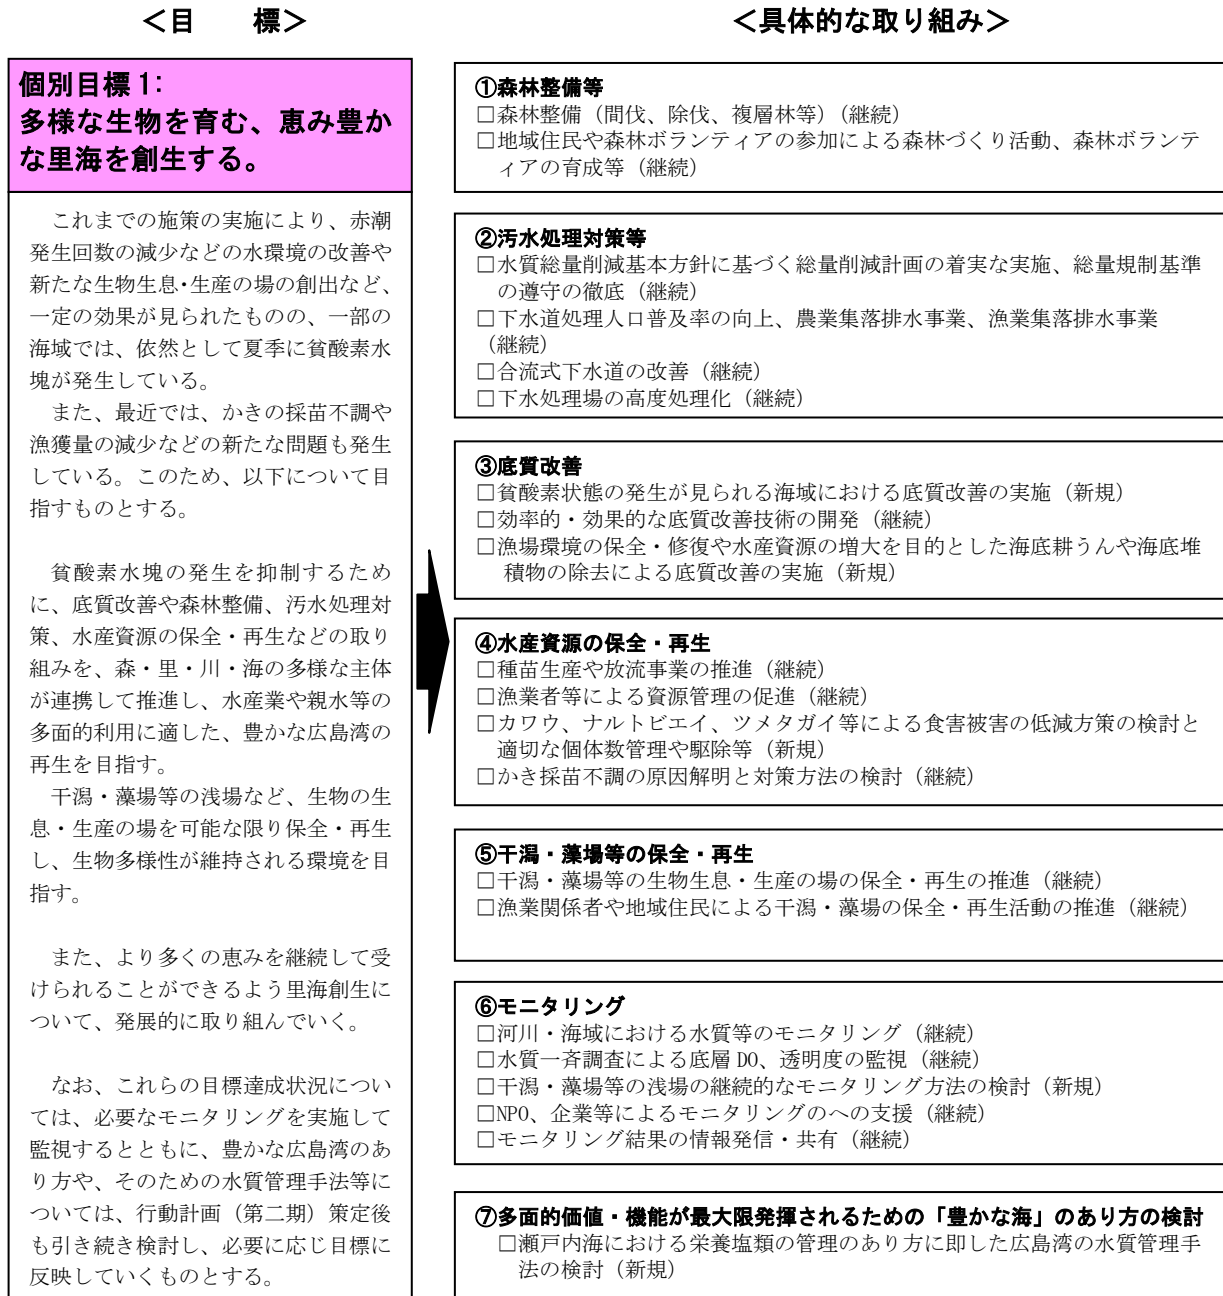 ＜目　　標＞
個別目標 1:
多様な生物を育む、恵み豊か
な里海を創生する。
これまでの施策の実施により、赤潮
発生回数の減少などの水環境の改善や
新たな生物生息・生産の場の創出など、
一定の効果が見られたものの、一部の
海域では、依然として夏季に貧酸素水
塊が発生している。
また、最近では、かきの採苗不調や
漁獲量の減少などの新たな問題も発生
している。このため、以下について目
指すものとする。
貧酸素水塊の発生を抑制するため
に、底質改善や森林整備、汚水処理対
策、水産資源の保全・再生などの取り
組みを、森・里・川・海の多様な主体
が連携して推進し、水産業や親水等の
多面的利用に適した、豊かな広島湾の
再生を目指す。
干潟・藻場等の浅場など、生物の生
息・生産の場を可能な限り保全・再生
し、生物多様性が維持される環境を目
指す。
また、より多くの恵みを継続して受
けられることができるよう里海創生に
ついて、発展的に取り組んでいく。
なお、これらの目標達成状況につい
ては、必要なモニタリングを実施して
監視するとともに、豊かな広島湾のあ
り方や、そのための水質管理手法等に
ついては、行動計画（第二期）策定後
も引き続き検討し、必要に応じ目標に
反映していくものとする。
＜具体的な取り組み＞
①森林整備等
□森林整備（間伐、除伐、複層林等）（継続）
□地域住民や森林ボランティアの参加による森林づくり活動、森林ボランテ
ィアの育成等（継続）
②汚水処理対策等
□水質総量削減基本方針に基づく総量削減計画の着実な実施、総量規制基準
の遵守の徹底（継続）
□下水道処理人口普及率の向上、農業集落排水事業、漁業集落排水事業
（継続）
□合流式下水道の改善（継続）
□下水処理場の高度処理化（継続）
③底質改善
□貧酸素状態の発生が見られる海域における底質改善の実施（新規）
□効率的・効果的な底質改善技術の開発（継続）
□漁場環境の保全・修復や水産資源の増大を目的とした海底耕うんや海底堆
積物の除去による底質改善の実施（新規）
④水産資源の保全・再生
□種苗生産や放流事業の推進（継続）
□漁業者等による資源管理の促進（継続）
□カワウ、ナルトビエイ、ツメタガイ等による食害被害の低減方策の検討と
適切な個体数管理や駆除等（新規）
□かき採苗不調の原因解明と対策方法の検討（継続）
⑤干潟・藻場等の保全・再生
□干潟・藻場等の生物生息・生産の場の保全・再生の推進（継続）
□漁業関係者や地域住民による干潟・藻場の保全・再生活動の推進（継続）
⑥モニタリング
□河川・海域における水質等のモニタリング（継続）
□水質一斉調査による底層 DO、透明度の監視（継続）
□干潟・藻場等の浅場の継続的なモニタリング方法の検討（新規）
□NPO、企業等によるモニタリングのへの支援（継続）
□モニタリング結果の情報発信・共有（継続）
⑦多面的価値・機能が最大限発揮されるための「豊かな海」のあり方の検討
□瀬戸内海における栄養塩類の管理のあり方に即した広島湾の水質管理手
法の検討（新規）